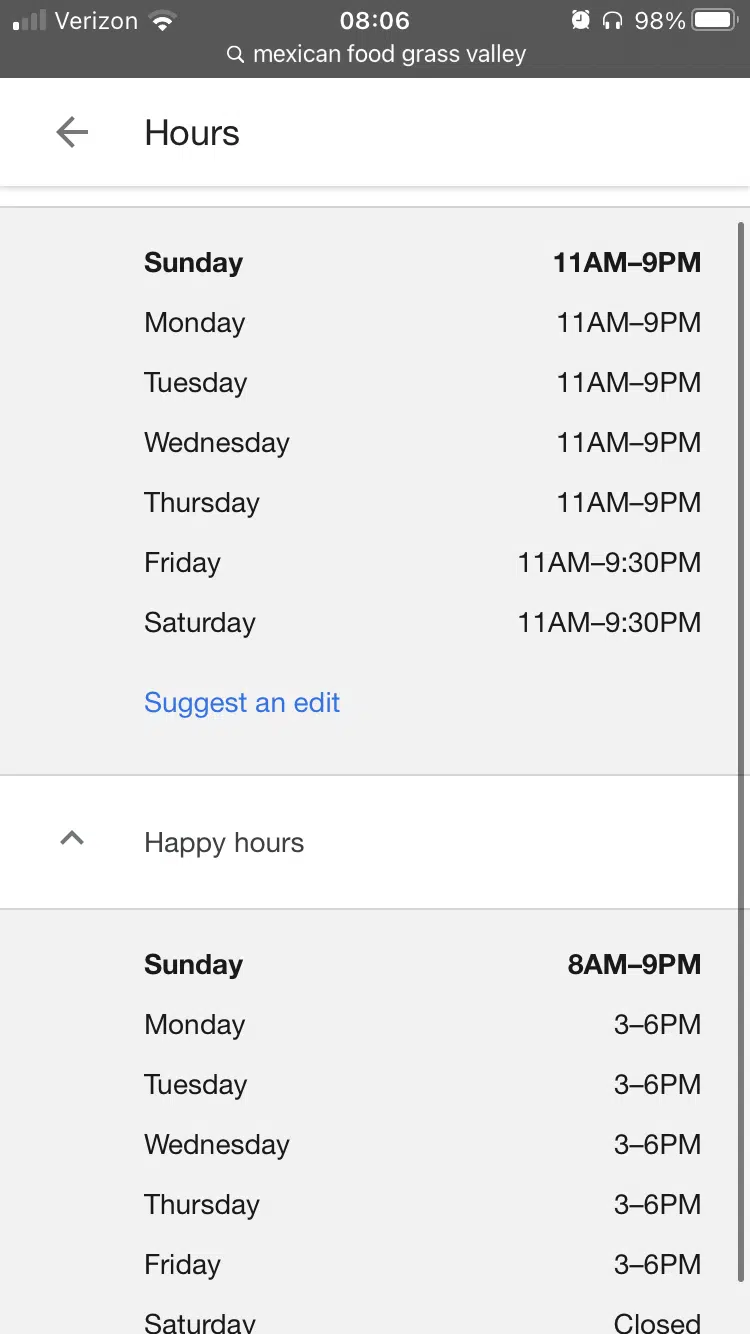 Verizon 08:06 98%
mexican food grass valley
Hours
Sunday 11AM–9PM
Monday 11AM–9PM
Tuesday 11AM–9PM
Wednesday 11AM–9PM
Thursday 11AM–9PM
Friday 11AM–9:30PM
Saturday 11AM–9:30PM
Suggest an edit
Happy hours
Sunday 8AM–9PM
Monday 3–6PM
Tuesday 3–6PM
Wednesday 3–6PM
Thursday 3–6PM
Friday 3–6PM
Saturday Closed